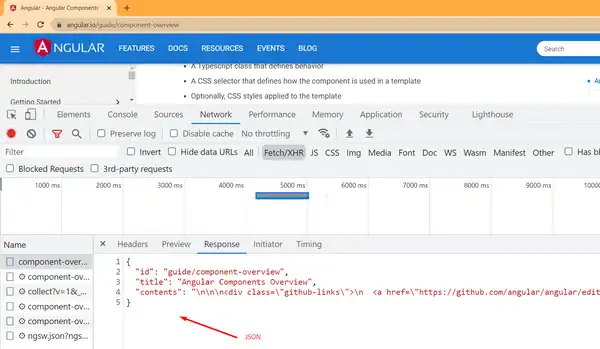 Angular - Angular Components
angular.io/guide/component-overview
ANGULAR FEATURES DOCS RESOURCES EVENTS BLOG
Introduction
Getting Started
A Typescript class that defines behavior
A CSS selector that defines how the component is used in a template
Optionally, CSS styles applied to the template
Elements Console Sources Network Performance Memory Application Security Lighthouse
Preserve log Disable cache No throttling
Filter Invert Hide data URLs All Fetch/XHR JS CSS Img Media Font Doc WS Wasm Manifest Other Has bl
Blocked Requests 3rd-party requests
1000 ms 2000 ms 3000 ms 4000 ms 5000 ms 6000 ms 7000 ms 8000 ms 9000 ms
Name Headers Preview Response Initiator Timing
component-over...
component-ov...
collect?v=1&_...
component-ov...
component-ov...
ngsw.json?ngs...
1 {
2 "id": "guide/component-overview",
3 "title": "Angular Components Overview",
4 "contents": "\n\n\n<div class=\"github-links\">\n <a href=\"https://github.com/angular/angular/edit
5 }
JSON